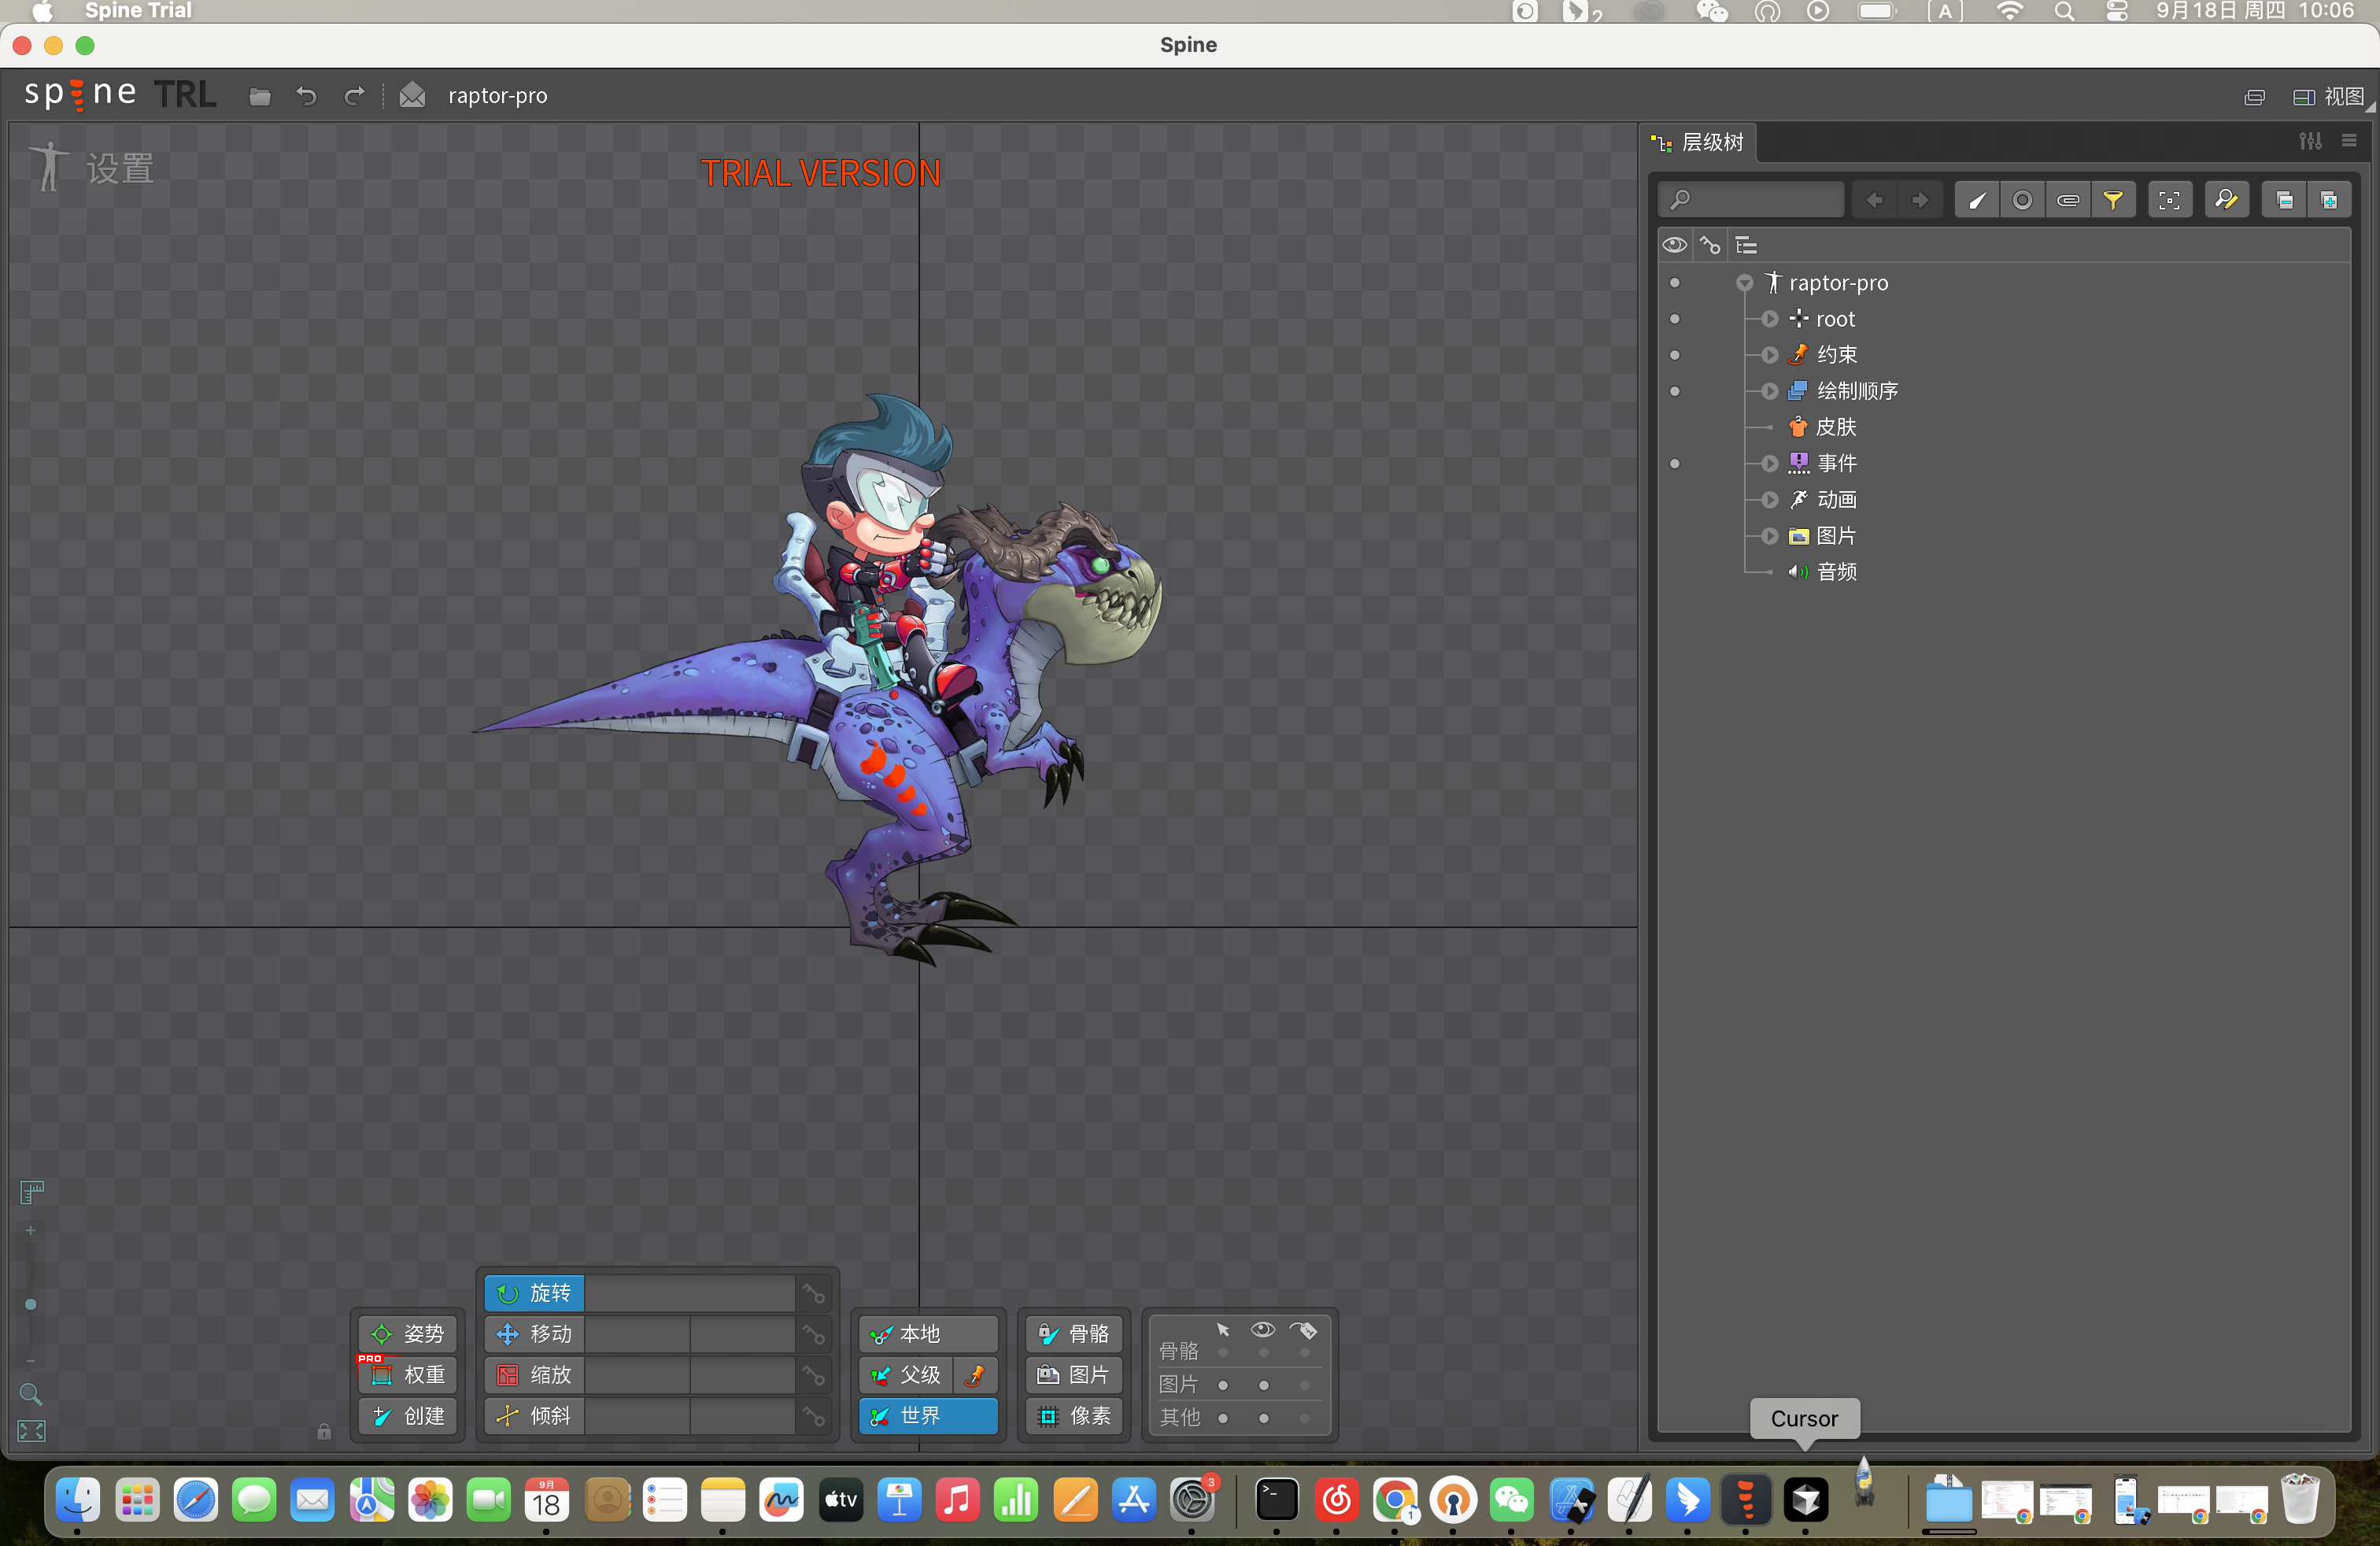 Spine Trial
2
A
9月18日 周四 10:06
Spine
spine TRL
raptor-pro
视图
设置
TRIAL VERSION
层级树
raptor-pro
root
约束
绘制顺序
皮肤
事件
动画
图片
音频
旋转
姿势
移动
本地
骨骼
骨骼
PRO
权重
缩放
父级
图片
图片
创建
倾斜
世界
像素
其他
Cursor
9月
18
tv
3
1